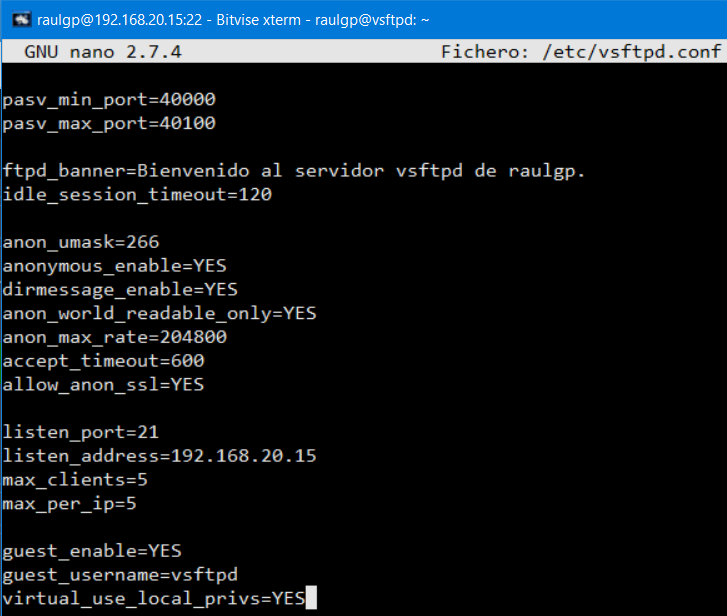 raulgp@192.168.20.15:22 - Bitvise xterm - raulgp@vsftpd: ~
GNU nano 2.7.4 Fichero: /etc/vsftpd.conf
pasv_min_port=40000
pasv_max_port=40100
ftpd_banner=Bienvenido al servidor vsftpd de raulgp.
idle_session_timeout=120
anon_umask=266
anonymous_enable=YES
dirmessage_enable=YES
anon_world_readable_only=YES
anon_max_rate=204800
accept_timeout=600
allow_anon_ssl=YES
listen_port=21
listen_address=192.168.20.15
max_clients=5
max_per_ip=5
guest_enable=YES
guest_username=vsftpd
virtual_use_local_privs=YES